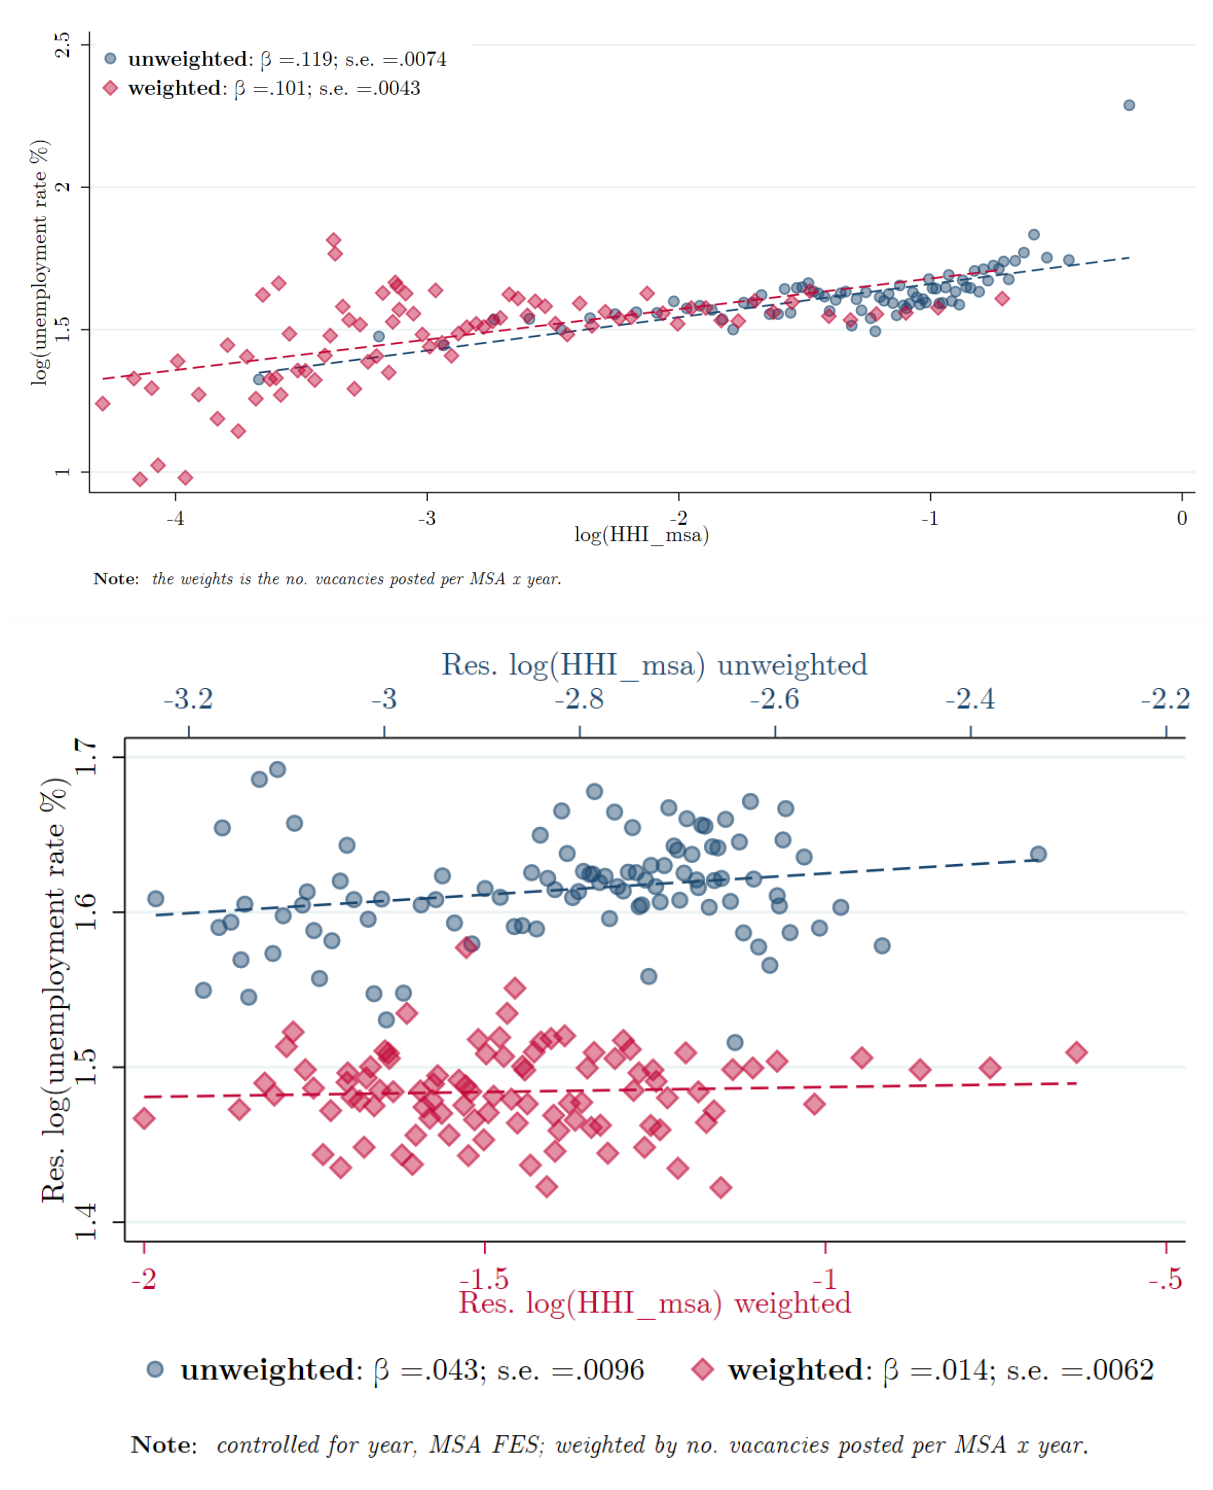 unweighted: β =.119; s.e. =.0074
weighted: β =.101; s.e. =.0043
log(unemployment rate %)
2.5
2
1.5
1
-4 -3 -2 -1 0
log(HHI_msa)
Note: the weights is the no. vacancies posted per MSA x year.
Res. log(HHI_msa) unweighted
-3.2 -3 -2.8 -2.6 -2.4 -2.2
Res. log(unemployment rate %)
1.7
1.6
1.5
1.4
-2 -1.5 -1 -.5
Res. log(HHI_msa) weighted
unweighted: β =.043; s.e. =.0096 weighted: β =.014; s.e. =.0062
Note: controlled for year, MSA FES; weighted by no. vacancies posted per MSA x year.